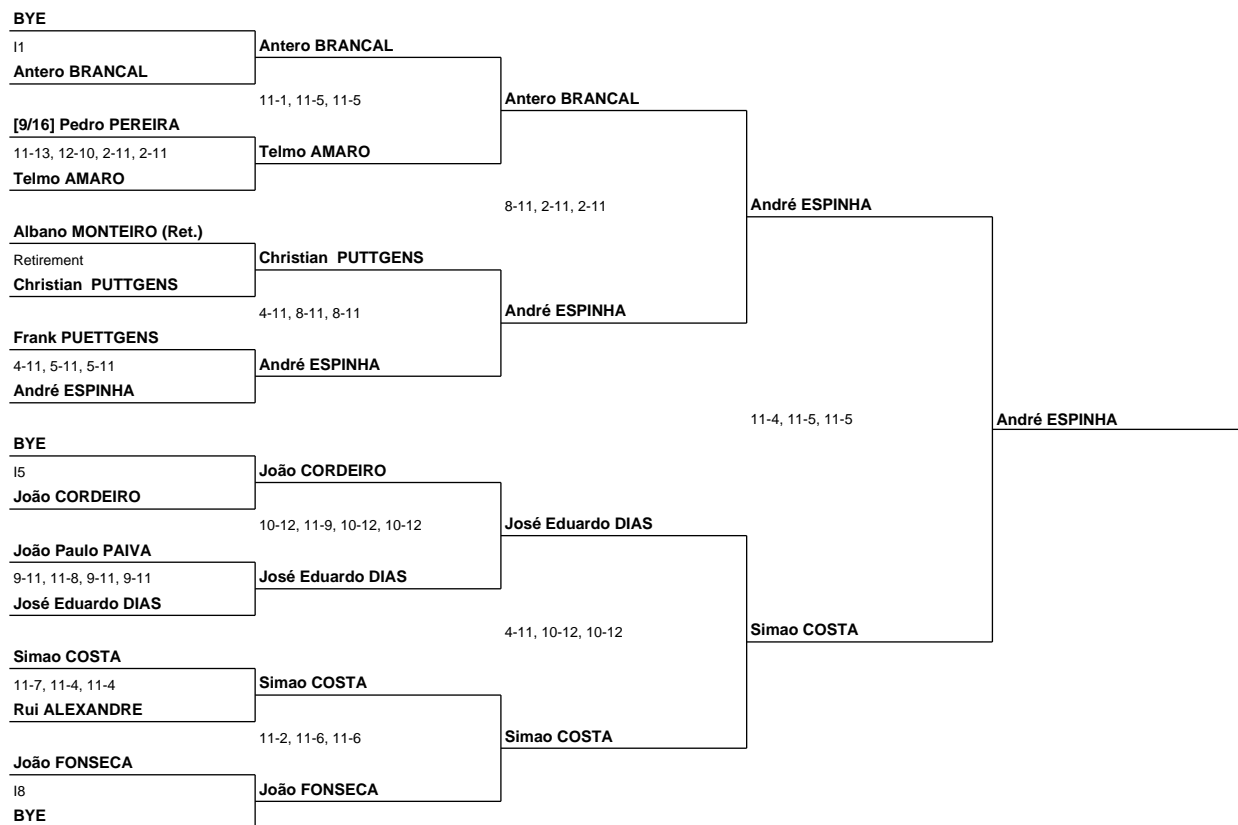 BYE
I1
Antero BRANCAL
Antero BRANCAL
11-1, 11-5, 11-5
Antero BRANCAL
[9/16] Pedro PEREIRA
11-13, 12-10, 2-11, 2-11
Telmo AMARO
Telmo AMARO
8-11, 2-11, 2-11
André ESPINHA
Albano MONTEIRO (Ret.)
Retirement
Christian PUTTGENS
Christian PUTTGENS
4-11, 8-11, 8-11
André ESPINHA
Frank PUETTGENS
4-11, 5-11, 5-11
André ESPINHA
André ESPINHA
11-4, 11-5, 11-5
André ESPINHA
BYE
I5
João CORDEIRO
João CORDEIRO
10-12, 11-9, 10-12, 10-12
José Eduardo DIAS
João Paulo PAIVA
9-11, 11-8, 9-11, 9-11
José Eduardo DIAS
José Eduardo DIAS
4-11, 10-12, 10-12
Simao COSTA
Simao COSTA
11-7, 11-4, 11-4
Rui ALEXANDRE
Simao COSTA
11-2, 11-6, 11-6
Simao COSTA
João FONSECA
I8
BYE
João FONSECA